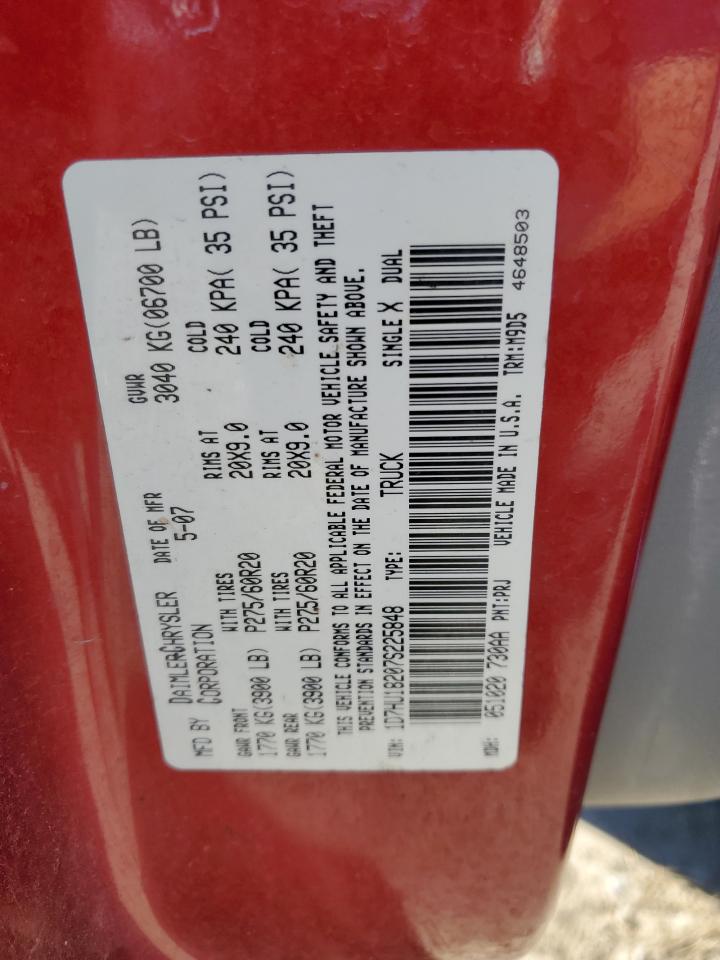 MFD BY DAIMLERCHRYSLER CORPORATION DATE OF MFR 5-07 GVWR 3040 KG(06700 LB)
GAWR FRONT WITH TIRES RIMS AT COLD
1770 KG(3900 LB) P275/60R20 20X9.0 240 KPA( 35 PSI)
GAWR REAR WITH TIRES RIMS AT COLD
1770 KG(3900 LB) P275/60R20 20X9.0 240 KPA( 35 PSI)
THIS VEHICLE CONFORMS TO ALL APPLICABLE FEDERAL MOTOR VEHICLE SAFETY AND THEFT
PREVENTION STANDARDS IN EFFECT ON THE DATE OF MANUFACTURE SHOWN ABOVE.
VIN: 1D7HU18207S225848 TYPE: TRUCK SINGLE X DUAL
MDH: 051020 730AA PNT:PRJ VEHICLE MADE IN U.S.A. TRM:M9D5 4648503